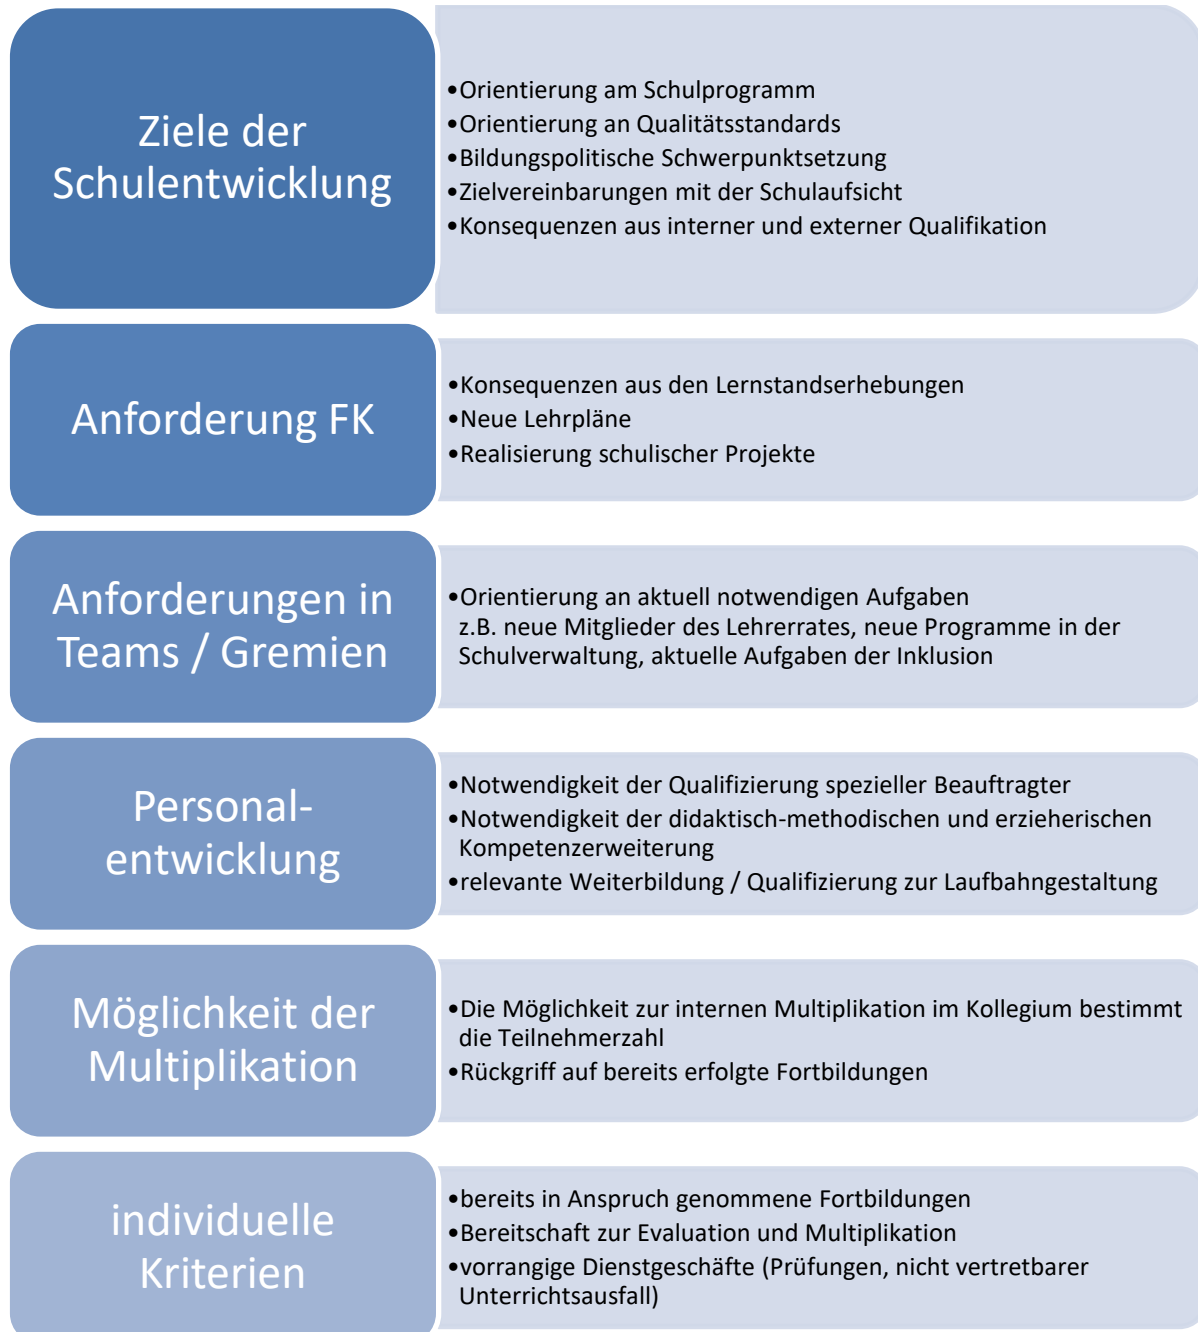 Ziele der
Schulentwicklung
•Orientierung am Schulprogramm
•Orientierung an Qualitätsstandards
•Bildungspolitische Schwerpunktsetzung
•Zielvereinbarungen mit der Schulaufsicht
•Konsequenzen aus interner und externer Qualifikation
Anforderung FK
•Konsequenzen aus den Lernstandserhebungen
•Neue Lehrpläne
•Realisierung schulischer Projekte
Anforderungen in
Teams / Gremien
•Orientierung an aktuell notwendigen Aufgaben
z.B. neue Mitglieder des Lehrerrates, neue Programme in der
Schulverwaltung, aktuelle Aufgaben der Inklusion
Personal-
entwicklung
•Notwendigkeit der Qualifizierung spezieller Beauftragter
•Notwendigkeit der didaktisch-methodischen und erzieherischen
Kompetenzerweiterung
•relevante Weiterbildung / Qualifizierung zur Laufbahngestaltung
Möglichkeit der
Multiplikation
•Die Möglichkeit zur internen Multiplikation im Kollegium bestimmt
die Teilnehmerzahl
•Rückgriff auf bereits erfolgte Fortbildungen
individuelle
Kriterien
•bereits in Anspruch genommene Fortbildungen
•Bereitschaft zur Evaluation und Multiplikation
•vorrangige Dienstgeschäfte (Prüfungen, nicht vertretbarer
Unterrichtsausfall)